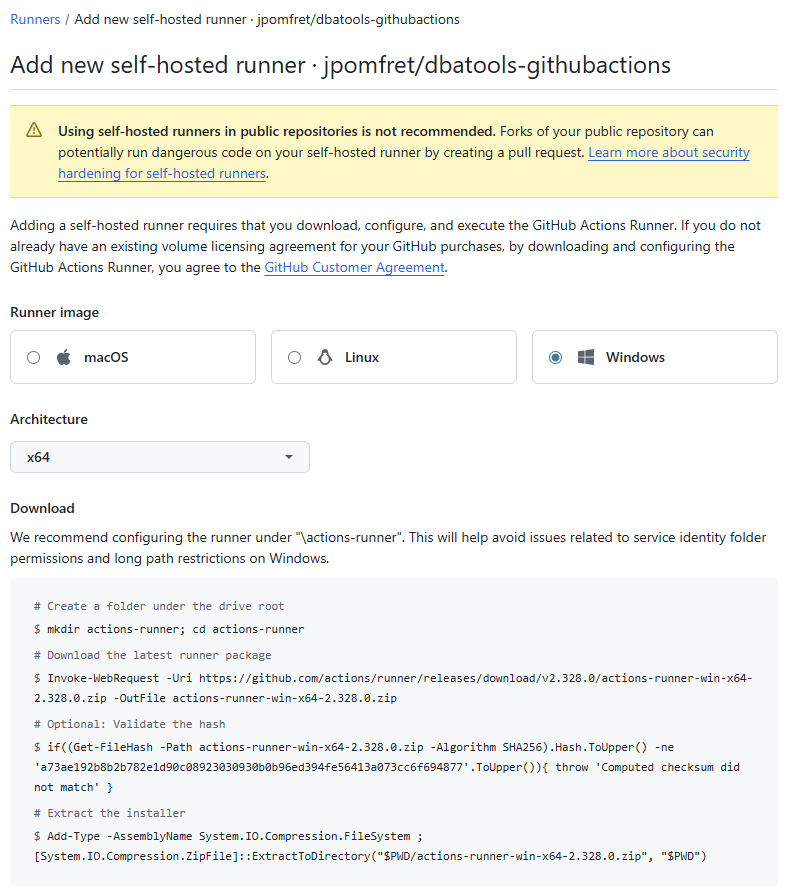 Runners / Add new self-hosted runner · jpomfret/dbatools-githubactions
Add new self-hosted runner · jpomfret/dbatools-githubactions
Using self-hosted runners in public repositories is not recommended. Forks of your public repository can
potentially run dangerous code on your self-hosted runner by creating a pull request. Learn more about security
hardening for self-hosted runners.
Adding a self-hosted runner requires that you download, configure, and execute the GitHub Actions Runner. If you do not
already have an existing volume licensing agreement for your GitHub purchases, by downloading and configuring the
GitHub Actions Runner, you agree to the GitHub Customer Agreement.
Runner image
macOS
Linux
Windows
Architecture
x64
Download
We recommend configuring the runner under "\actions-runner". This will help avoid issues related to service identity folder
permissions and long path restrictions on Windows.
# Create a folder under the drive root
$ mkdir actions-runner; cd actions-runner
# Download the latest runner package
$ Invoke-WebRequest -Uri https://github.com/actions/runner/releases/download/v2.328.0/actions-runner-win-x64-
2.328.0.zip -OutFile actions-runner-win-x64-2.328.0.zip
# Optional: Validate the hash
$ if((Get-FileHash -Path actions-runner-win-x64-2.328.0.zip -Algorithm SHA256).Hash.ToUpper() -ne
'a73ae192b8b2b782e1d90c08923030930b0b96ed394fe56413a073cc6f694877'.ToUpper()){ throw 'Computed checksum did
not match' }
# Extract the installer
$ Add-Type -AssemblyName System.IO.Compression.FileSystem ;
[System.IO.Compression.ZipFile]::ExtractToDirectory("$PWD/actions-runner-win-x64-2.328.0.zip", "$PWD")